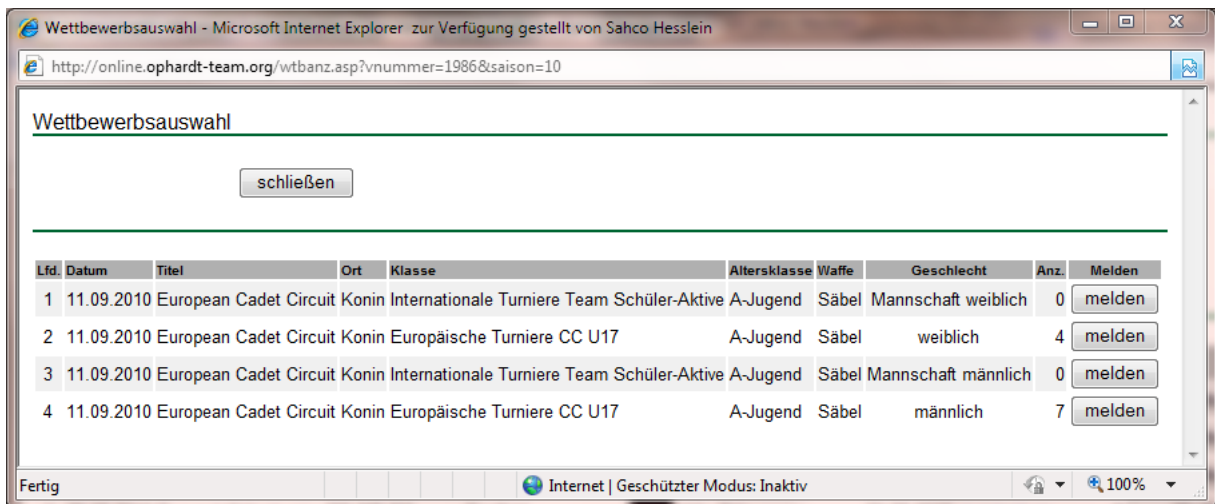 Wettbewerbsauswahl - Microsoft Internet Explorer  zur Verfügung gestellt von Sahco Hesslein
http://online.ophardt-team.org/wtbanz.asp?vnummer=1986&saison=10
Wettbewerbsauswahl
schließen
Lfd. Datum Titel Ort Klasse Altersklasse Waffe Geschlecht Anz. Melden
1 11.09.2010 European Cadet Circuit Konin Internationale Turniere Team Schüler-Aktive A-Jugend Säbel Mannschaft weiblich 0 melden
2 11.09.2010 European Cadet Circuit Konin Europäische Turniere CC U17 A-Jugend Säbel weiblich 4 melden
3 11.09.2010 European Cadet Circuit Konin Internationale Turniere Team Schüler-Aktive A-Jugend Säbel Mannschaft männlich 0 melden
4 11.09.2010 European Cadet Circuit Konin Europäische Turniere CC U17 A-Jugend Säbel männlich 7 melden
Fertig Internet | Geschützter Modus: Inaktiv 100%